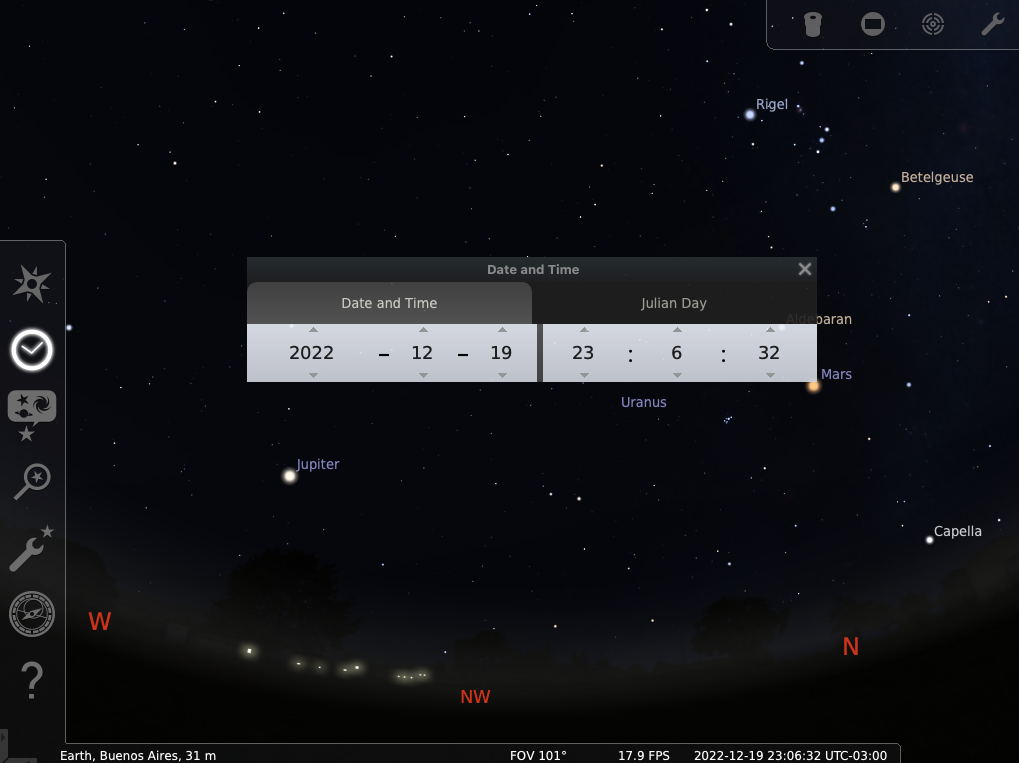 Rigel
Betelgeuse
Date and Time
Date and Time
Julian Day
Aldebaran
2022 – 12 – 19 23 : 6 : 32
Mars
Uranus
Jupiter
Capella
W
N
NW
Earth, Buenos Aires, 31 m FOV 101° 17.9 FPS 2022-12-19 23:06:32 UTC-03:00